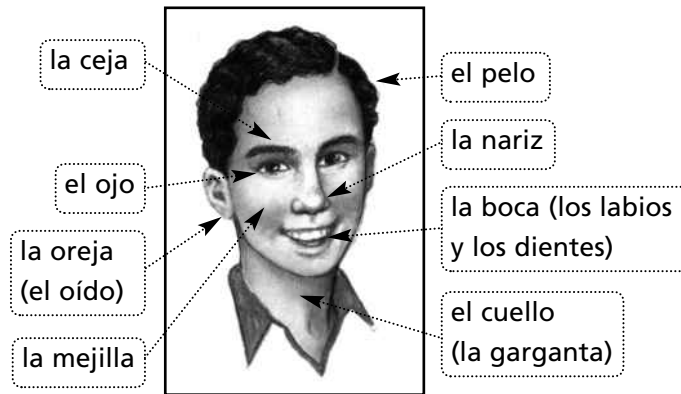 la ceja
el ojo
la oreja
(el oído)
la mejilla
el pelo
la nariz
la boca (los labios
y los dientes)
el cuello
(la garganta)